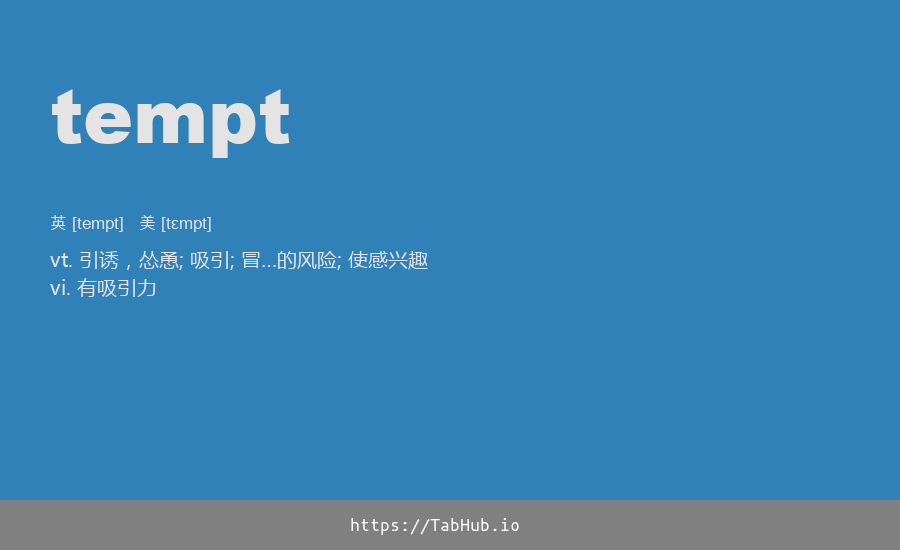 tempt
英 [tempt] 美 [tɛmpt]
vt. 引诱，怂恿; 吸引; 冒…的风险; 使感兴趣
vi. 有吸引力
https://TabHub.io